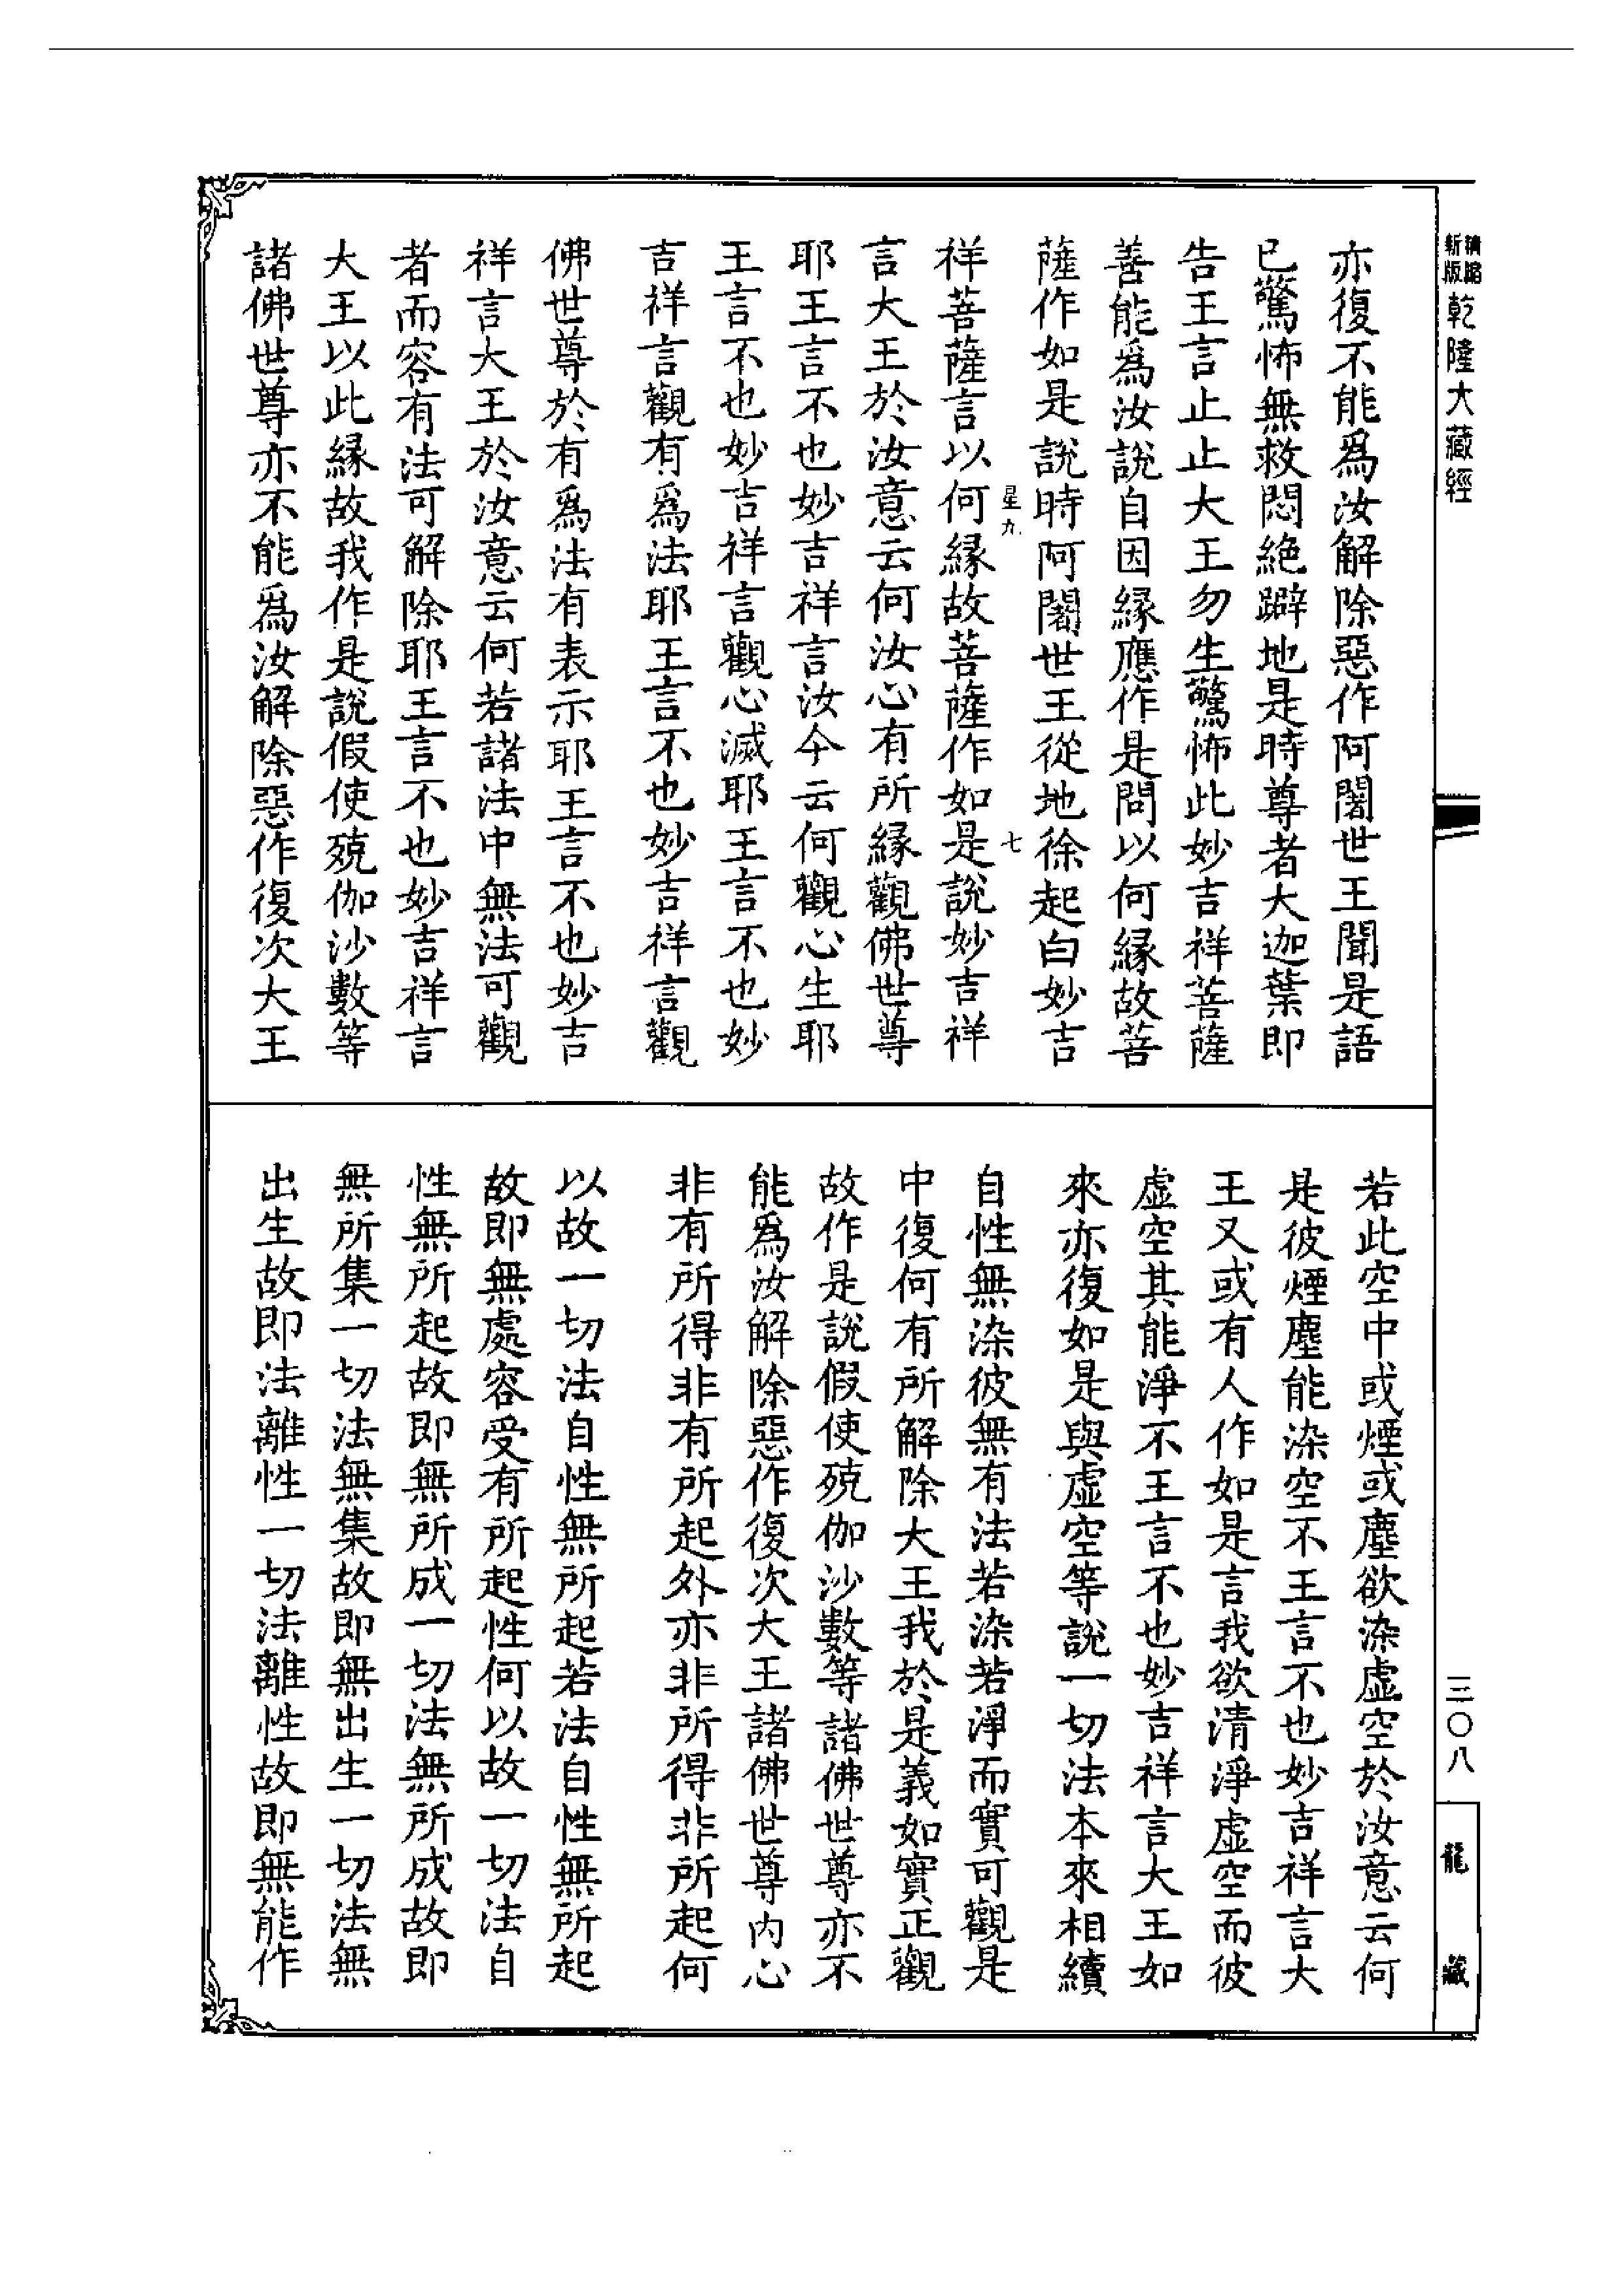 新版
精縮
乾隆大藏經
三〇八
龍藏
亦復不能爲汝解除惡作阿闍世王聞是語
已驚怖無救悶絕躃地是時尊者大迦葉即
告王言止止大王勿生驚怖此妙吉祥菩薩
善能爲汝說自因緣應作是問以何緣故菩
薩作如是說時阿闍世王從地徐起白妙吉
星九 七
祥菩薩言以何緣故菩薩作如是說妙吉祥
言大王於汝意云何汝心有所緣觀佛世尊
耶王言不也妙吉祥言汝今云何觀心生耶
王言不也妙吉祥言觀心滅耶王言不也妙
吉祥言觀有爲法耶王言不也妙吉祥言觀
佛世尊於有爲法有表示耶王言不也妙吉
祥言大王於汝意云何若諸法中無法可觀
者而容有法可解除耶王言不也妙吉祥言
大王以此緣故我作是說假使殑伽沙數等
諸佛世尊亦不能爲汝解除惡作復次大王
若此空中或煙或塵欲染虛空於汝意云何
是彼煙塵能染空不王言不也妙吉祥言大
王又或有人作如是言我欲清淨虛空而彼
虛空其能淨不王言不也妙吉祥言大王如
來亦復如是與虛空等說一切法本來相續
自性無染彼無有法若染若淨而實可觀是
中復何有所解除大王我於是義如實正觀
故作是說假使殑伽沙數等諸佛世尊亦不
能爲汝解除惡作復次大王諸佛世尊内心
非有所得非有所起外亦非所得非所起何
以故一切法自性無所起若法自性無所起
故即無處容受有所起性何以故一切法自
性無所起故即無所成一切法無所成故即
無所集一切法無集故即無出生一切法無
出生故即法離性一切法離性故即無能作